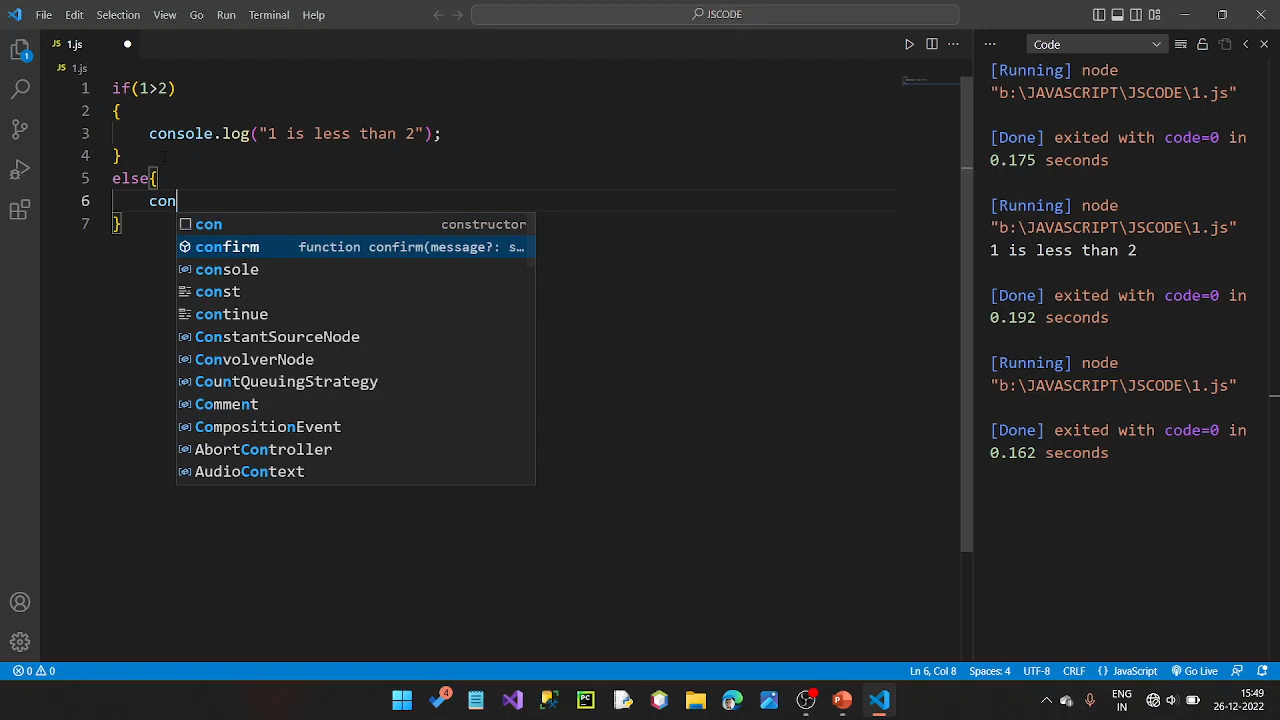 File Edit Selection View Go Run Terminal Help
JSCODE
JS 1.js
Code
JS 1.js
1 if(1>2)
2 {
3 console.log("1 is less than 2");
4 }
5 else{
6 con
7 }
con constructor
confirm function confirm(message?: s…
console
const
continue
ConstantSourceNode
ConvolverNode
CountQueuingStrategy
Comment
CompositionEvent
AbortController
AudioContext
[Running] node
"b:\JAVASCRIPT\JSCODE\1.js"
[Done] exited with code=0 in
0.175 seconds
[Running] node
"b:\JAVASCRIPT\JSCODE\1.js"
1 is less than 2
[Done] exited with code=0 in
0.192 seconds
[Running] node
"b:\JAVASCRIPT\JSCODE\1.js"
[Done] exited with code=0 in
0.162 seconds
1
0 0
Ln 6, Col 8 Spaces: 4 UTF-8 CRLF {} JavaScript Go Live
4
PC
P
ENG
IN
15:49
26-12-2022